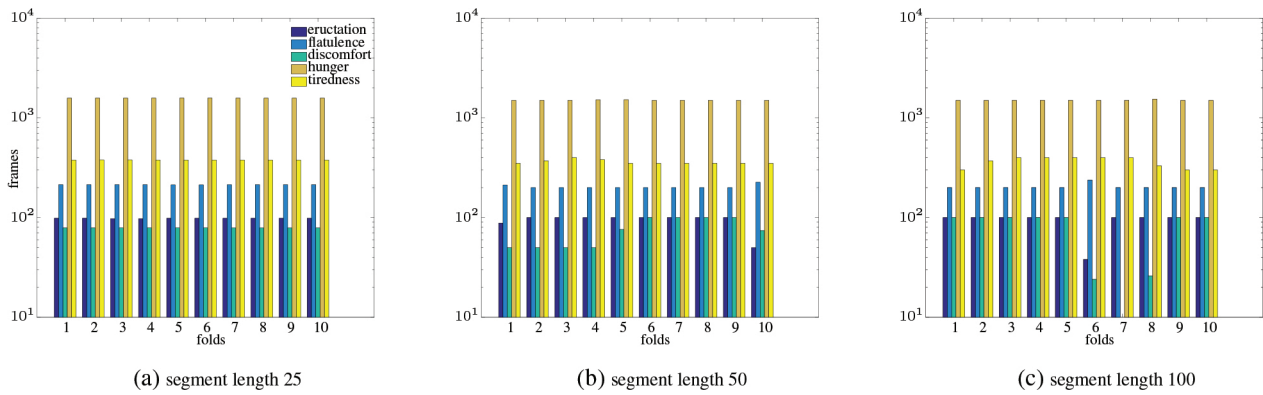 10^4
10^3
10^2
10^1
frames
eructation
flatulence
discomfort
hunger
tiredness
1 2 3 4 5 6 7 8 9 10
folds
(a) segment length 25
10^4
10^3
10^2
10^1
1 2 3 4 5 6 7 8 9 10
folds
(b) segment length 50
10^4
10^3
10^2
10^1
1 2 3 4 5 6 7 8 9 10
folds
(c) segment length 100